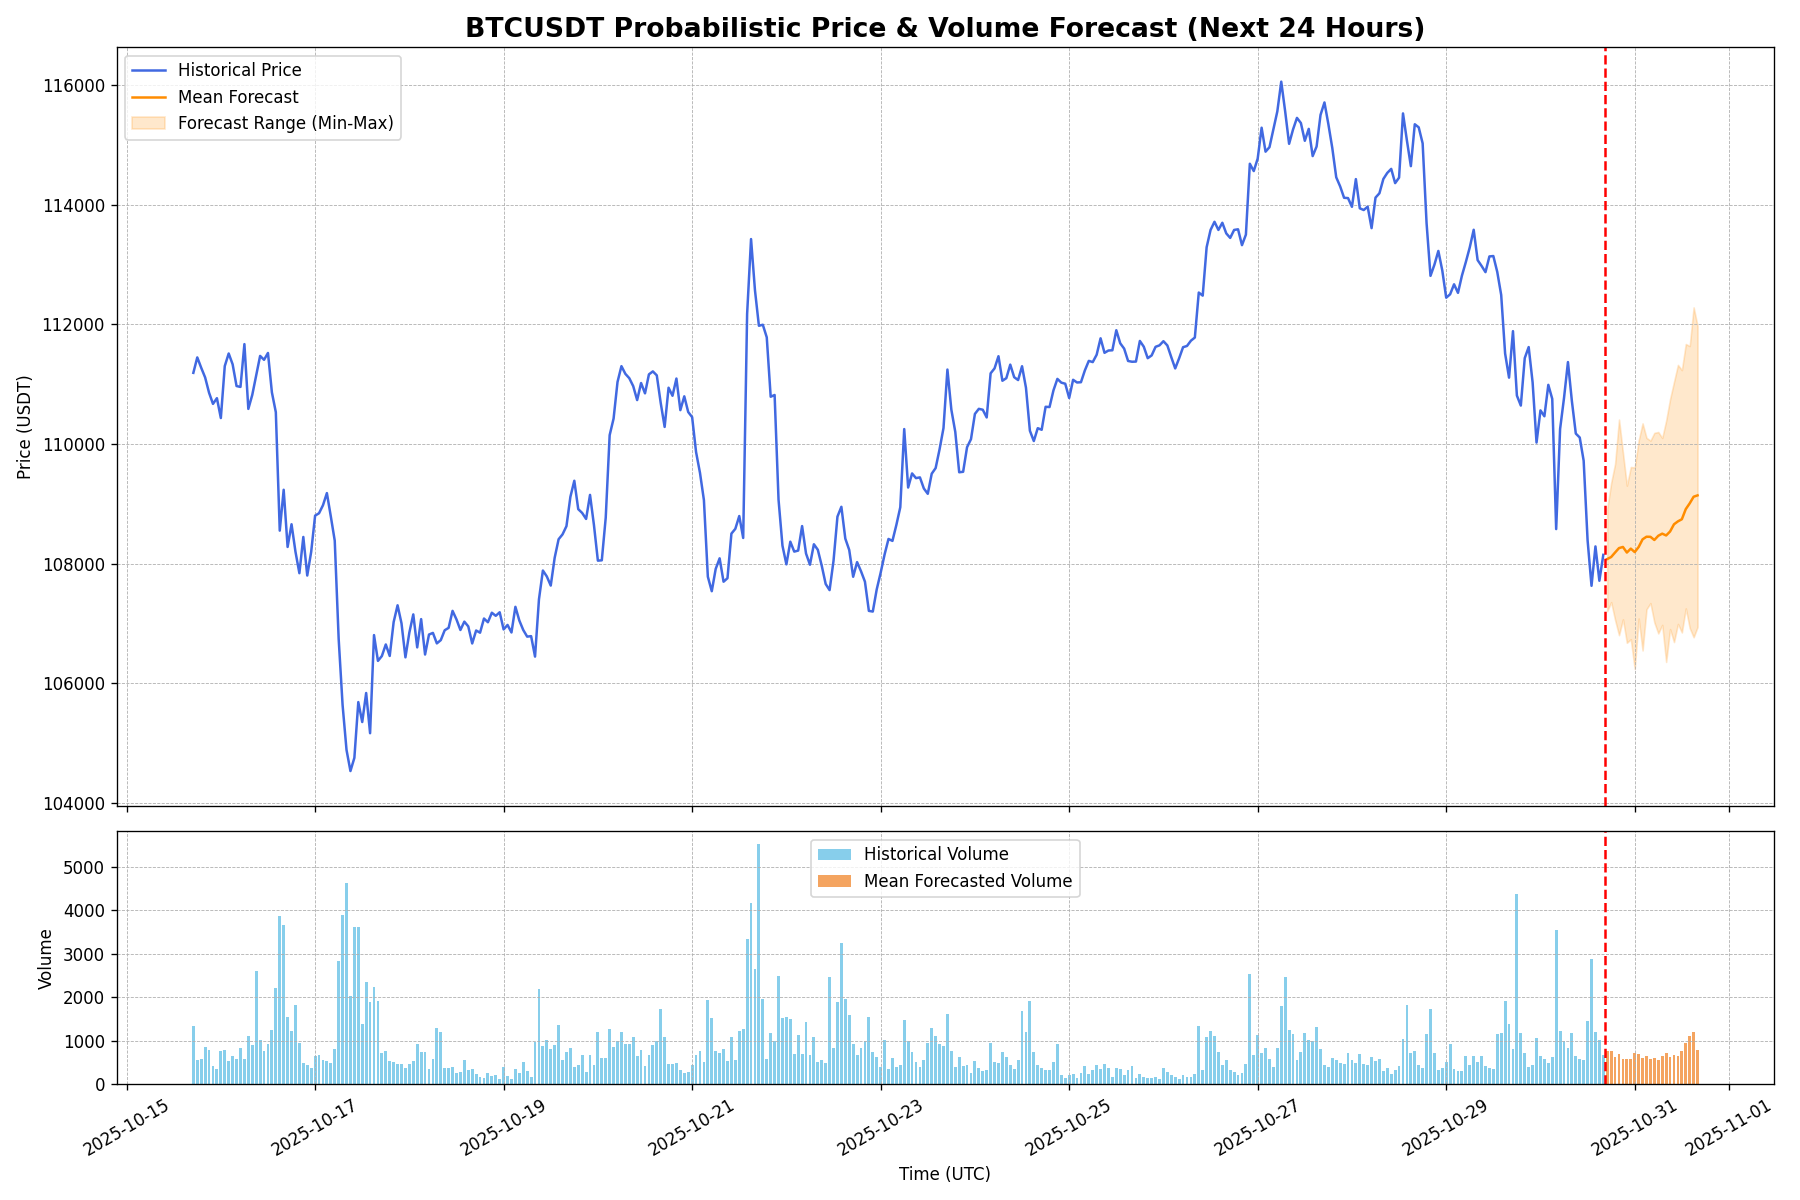 BTCUSDT Probabilistic Price & Volume Forecast (Next 24 Hours)
Historical Price
Mean Forecast
Forecast Range (Min-Max)
Price (USDT)
116000
114000
112000
110000
108000
106000
104000
Historical Volume
Mean Forecasted Volume
Volume
5000
4000
3000
2000
1000
0
2025-10-15
2025-10-17
2025-10-19
2025-10-21
2025-10-23
2025-10-25
2025-10-27
2025-10-29
2025-10-31
2025-11-01
Time (UTC)